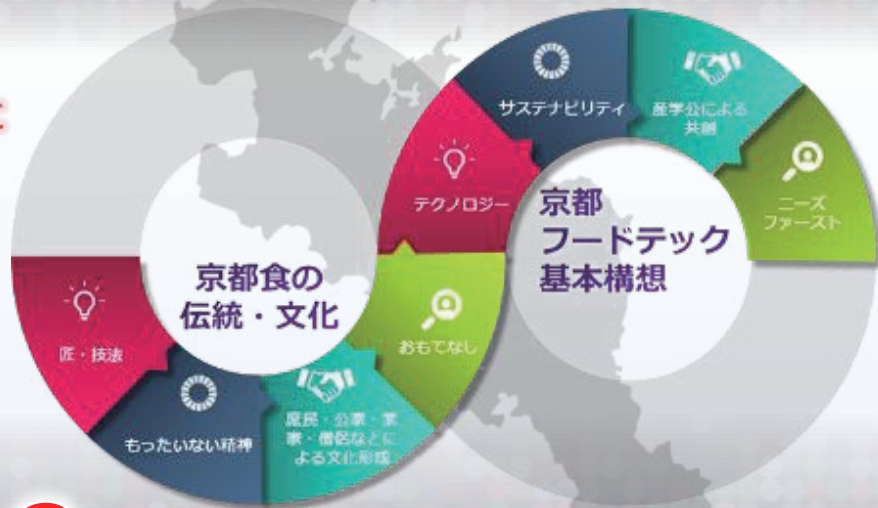 京都食の
伝統・文化
匠・技法
もったいない精神
庶民・公家・武
家・僧侶などに
よる文化形成
おもてなし
京都
フードテック
基本構想
テクノロジー
サステナビリティ
産学公による
共創
ニーズ
ファースト